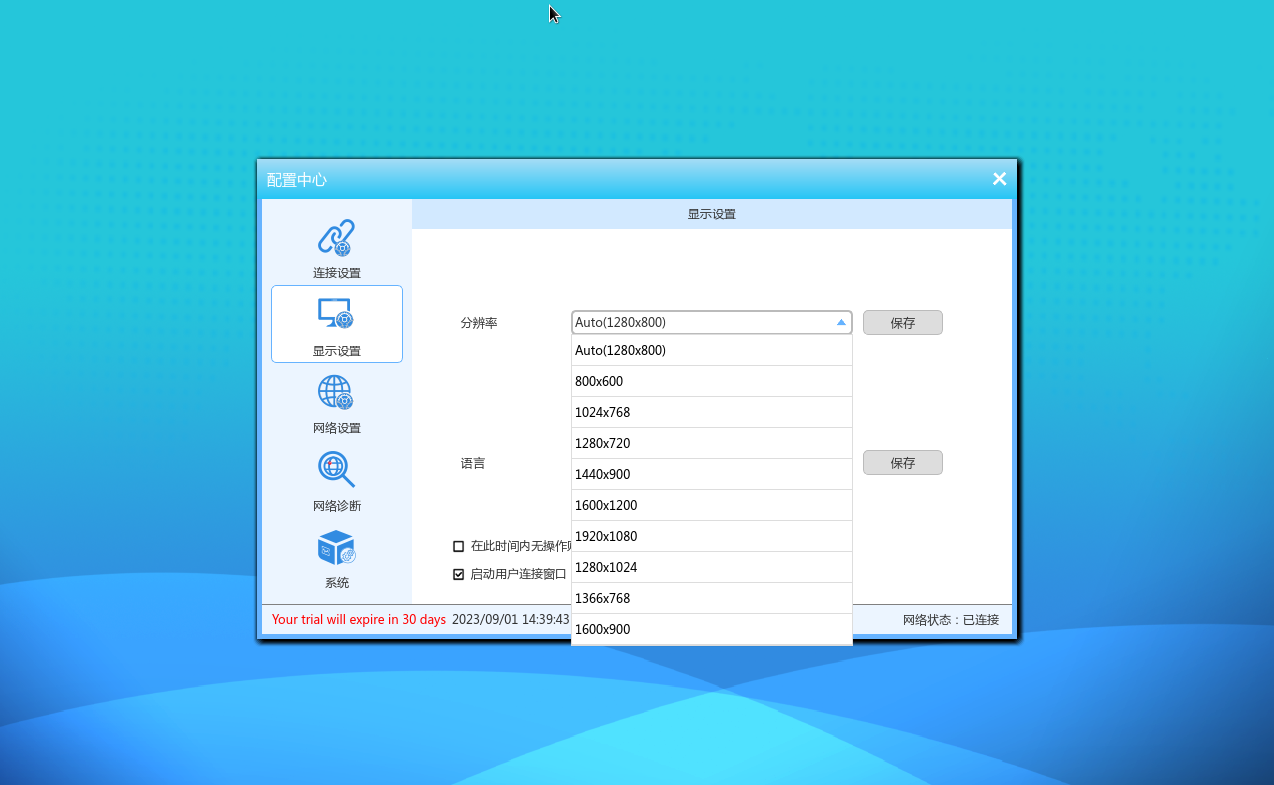 配置中心
显示设置
连接设置
显示设置
网络设置
网络诊断
系统
分辨率
Auto(1280x800)
保存
Auto(1280x800)
800x600
1024x768
1280x720
1440x900
1600x1200
1920x1080
1280x1024
1366x768
1600x900
语言
保存
在此时间内无操作
启动用户连接窗口
Your trial will expire in 30 days 2023/09/01 14:39:43
网络状态：已连接